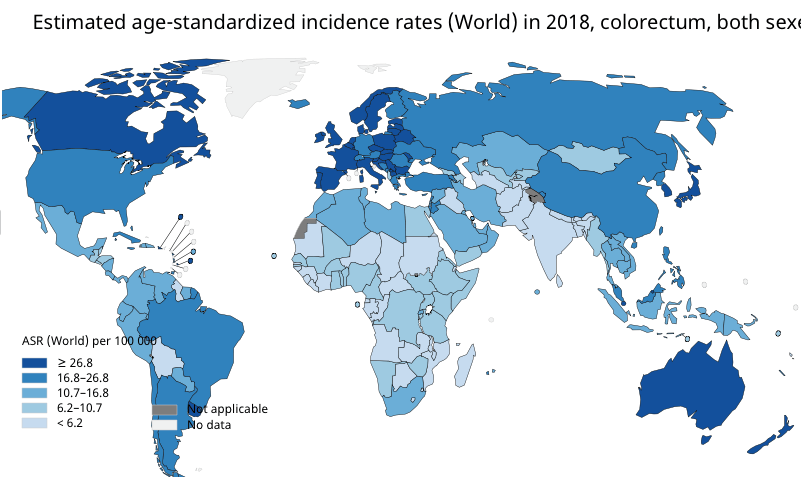 Estimated age-standardized incidence rates (World) in 2018, colorectum, both sexe
ASR (World) per 100 000
≥ 26.8
16.8–26.8
10.7–16.8
6.2–10.7
< 6.2
Not applicable
No data